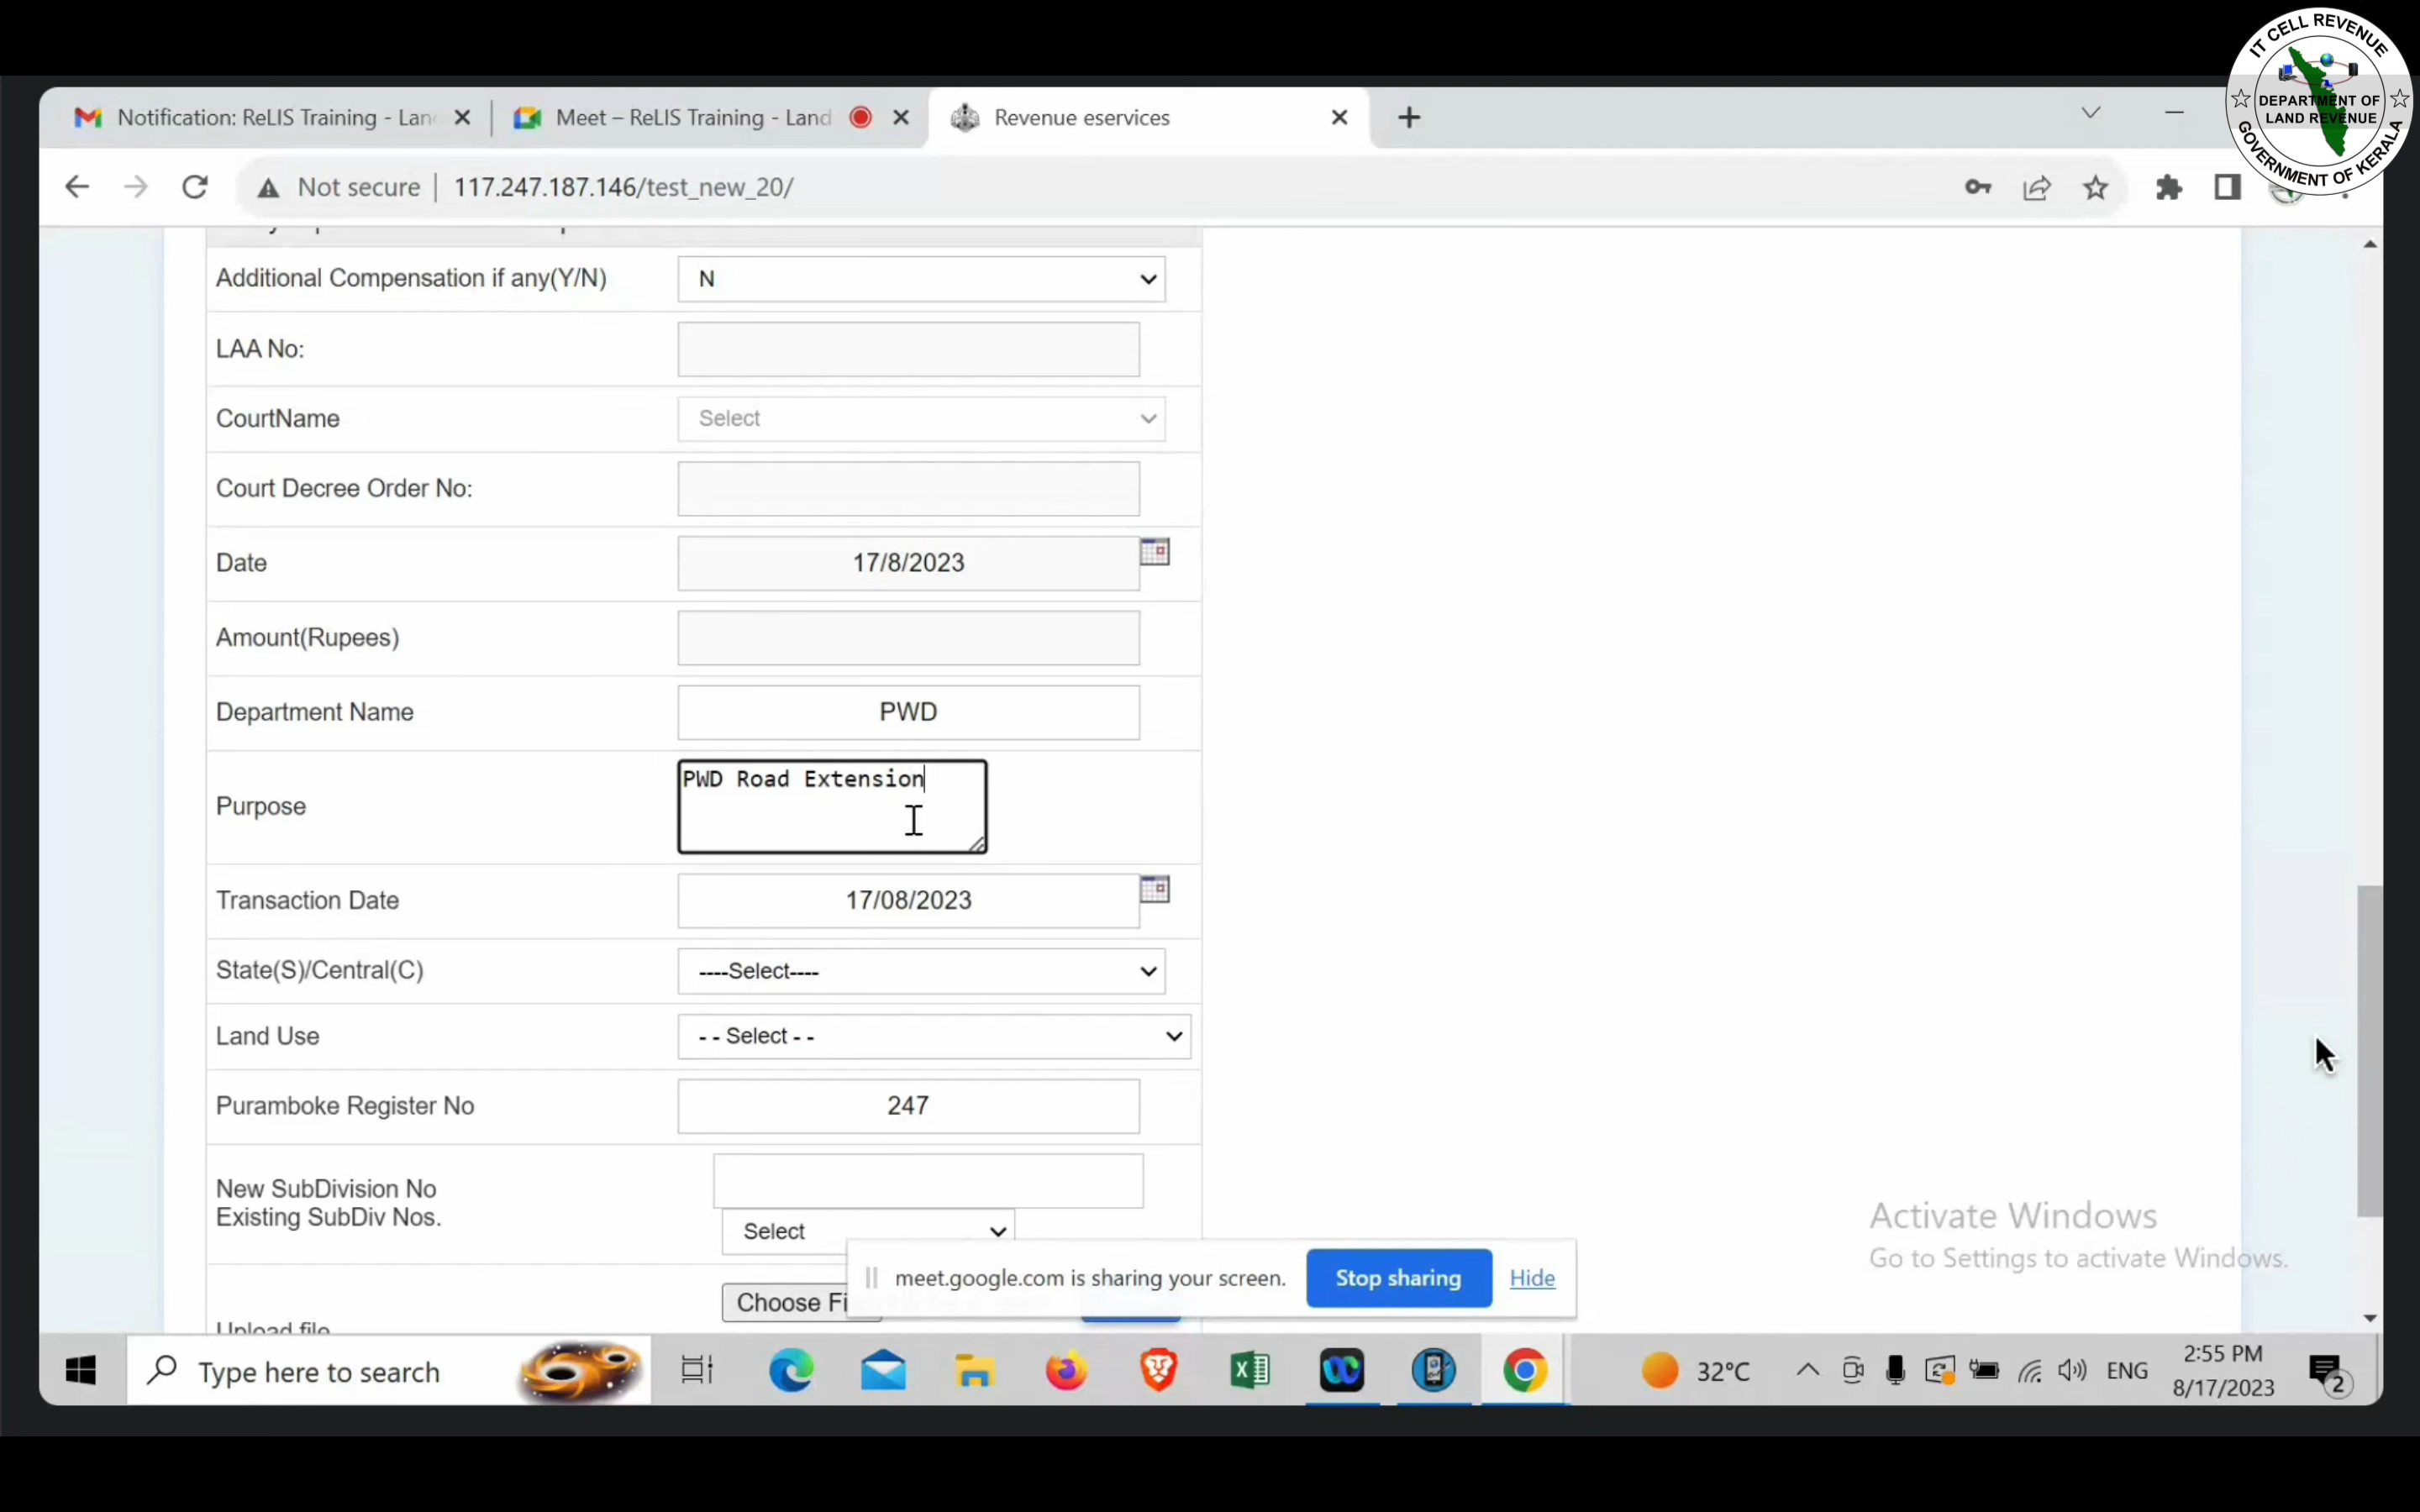 IT CELL REVENUE
DEPARTMENT OF
LAND REVENUE
GOVERNMENT OF KERALA
Notification: ReLIS Training - Lan
Meet – ReLIS Training - Land
Revenue eservices
Not secure
117.247.187.146/test_new_20/
Additional Compensation if any(Y/N)
N
LAA No:
CourtName
Select
Court Decree Order No:
Date
17/8/2023
Amount(Rupees)
Department Name
PWD
Purpose
PWD Road Extension
Transaction Date
17/08/2023
State(S)/Central(C)
----Select----
Land Use
- - Select - -
Puramboke Register No
247
New SubDivision No
Existing SubDiv Nos.
Select
Choose Fi
Upload file
meet.google.com is sharing your screen.
Stop sharing
Hide
Activate Windows
Go to Settings to activate Windows.
Type here to search
32°C
ENG
2:55 PM
8/17/2023
2